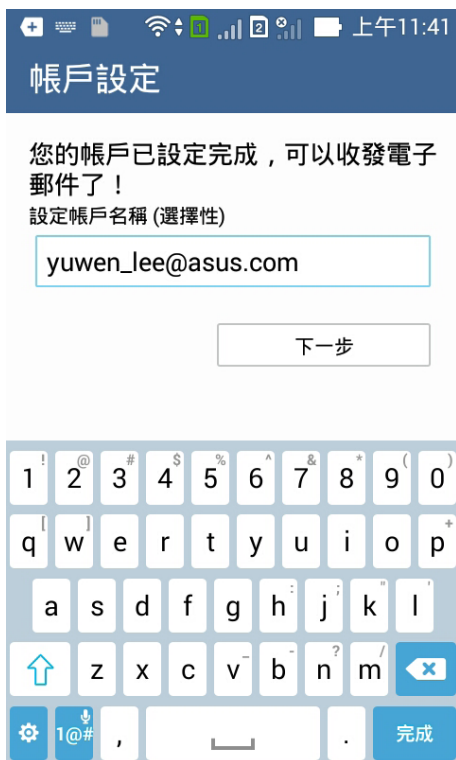 上午11:41
帳戶設定
您的帳戶已設定完成，可以收發電子
郵件了！
設定帳戶名稱 (選擇性)
yuwen_lee@asus.com
下一步
! @ # $ % ^ & * ( )
1 2 3 4 5 6 7 8 9 0
[ ] +
q w e r t y u i o p
: ; " '
a s d f g h j k l
_ - ? /
z x c v b n m
1@# , . 完成